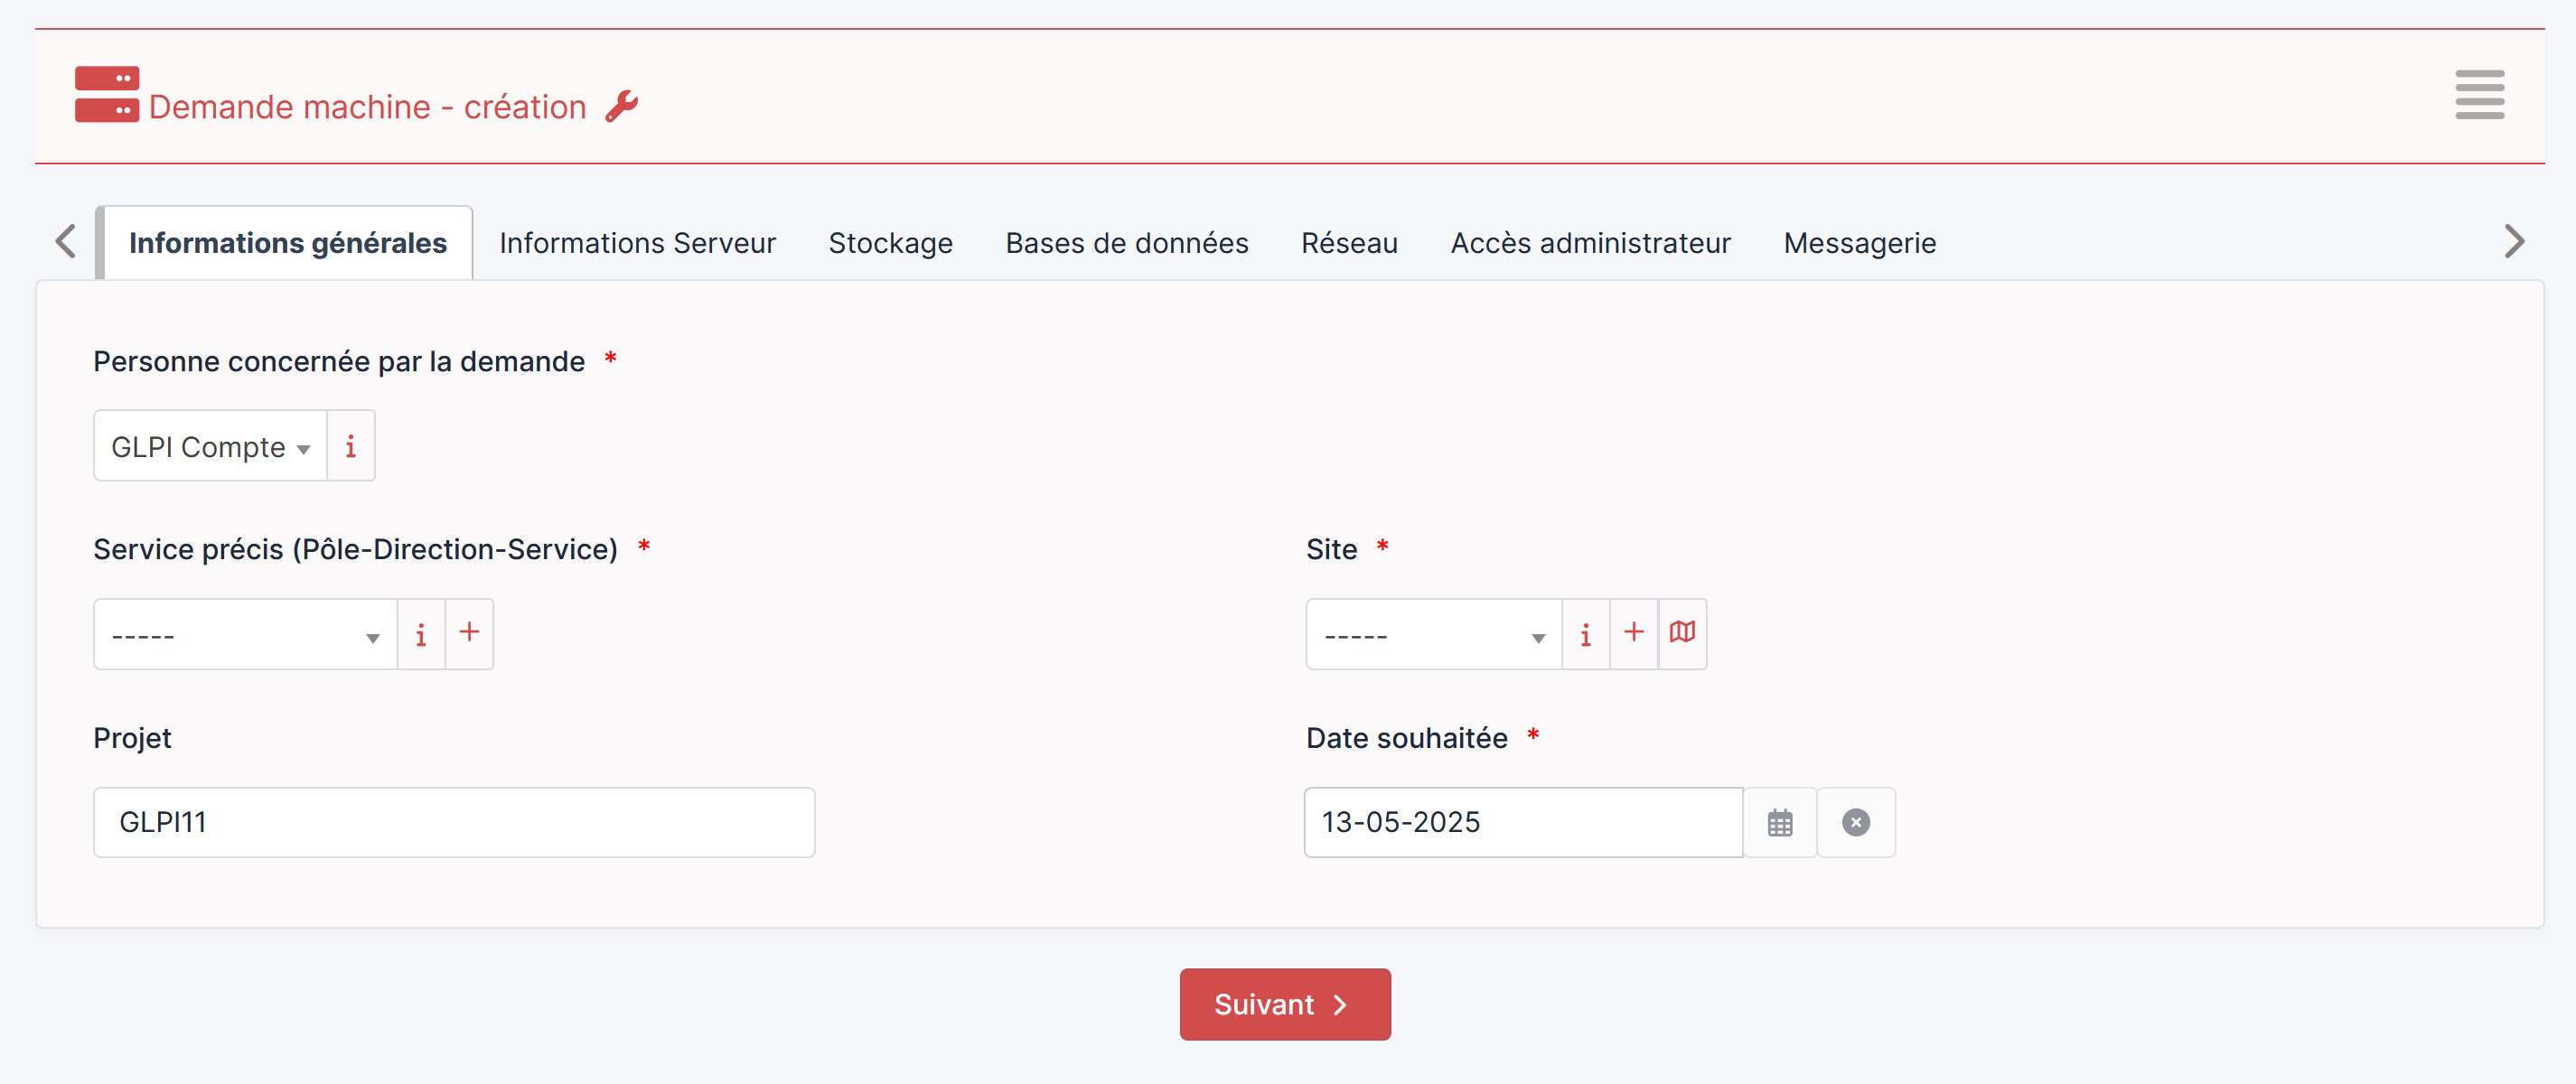 Demande machine - création
Informations générales Informations Serveur Stockage Bases de données Réseau Accès administrateur Messagerie
Personne concernée par la demande *
GLPI Compte
Service précis (Pôle-Direction-Service) * Site *
----- -----
Projet Date souhaitée *
GLPI11 13-05-2025
Suivant